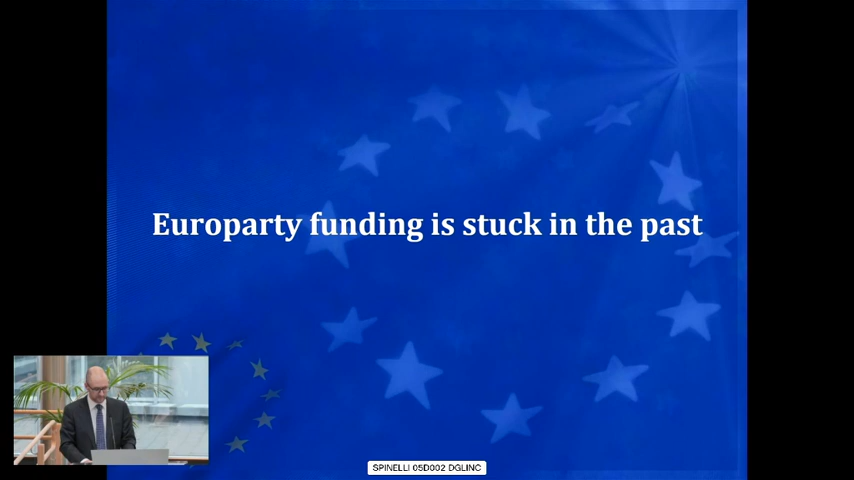 Europarty funding is stuck in the past
SPINELLI 05D002 DGLINC